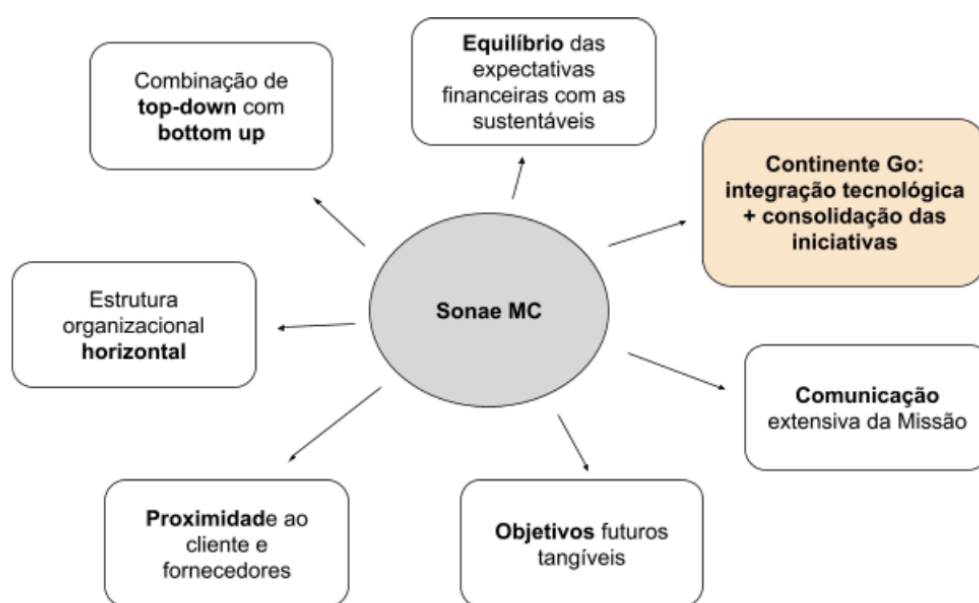 Combinação de
top-down com
bottom up
Equilíbrio das
expectativas
financeiras com as
sustentáveis
Continente Go:
integração tecnológica
+ consolidação das
iniciativas
Estrutura
organizacional
horizontal
Sonae MC
Comunicação
extensiva da Missão
Proximidade ao
cliente e
fornecedores
Objetivos futuros
tangíveis